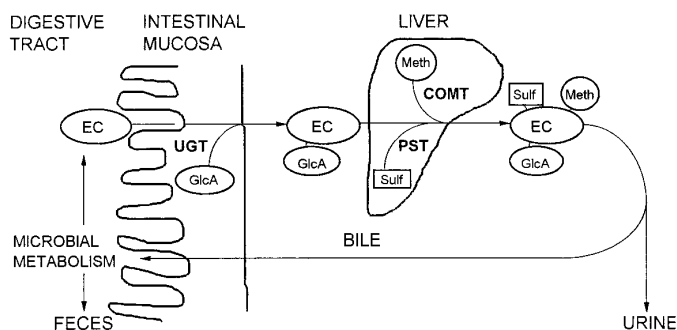 DIGESTIVE
TRACT
INTESTINAL
MUCOSA
LIVER
Meth
COMT
Sulf
Meth
EC
EC
EC
UGT
PST
GlcA
GlcA
GlcA
Sulf
MICROBIAL
METABOLISM
BILE
FECES
URINE